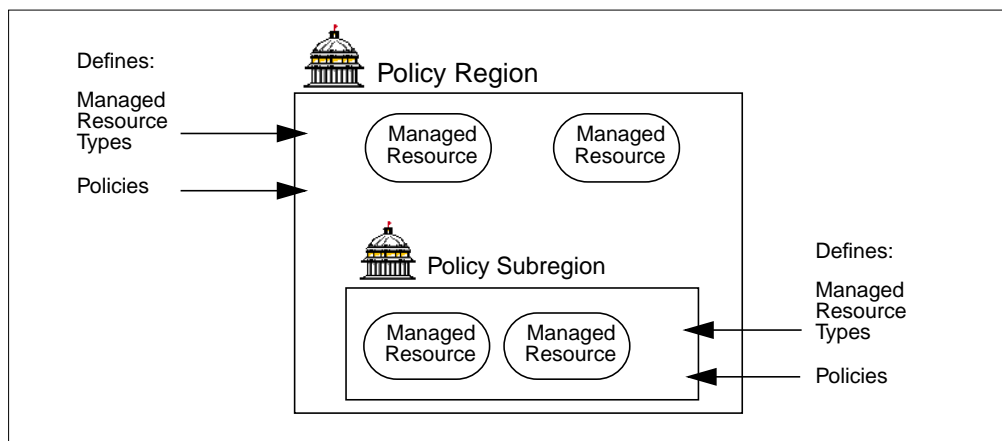 Defines:
Managed
Resource
Types
Policies
Policy Region
Managed
Resource
Managed
Resource
Policy Subregion
Managed
Resource
Managed
Resource
Defines:
Managed
Resource
Types
Policies